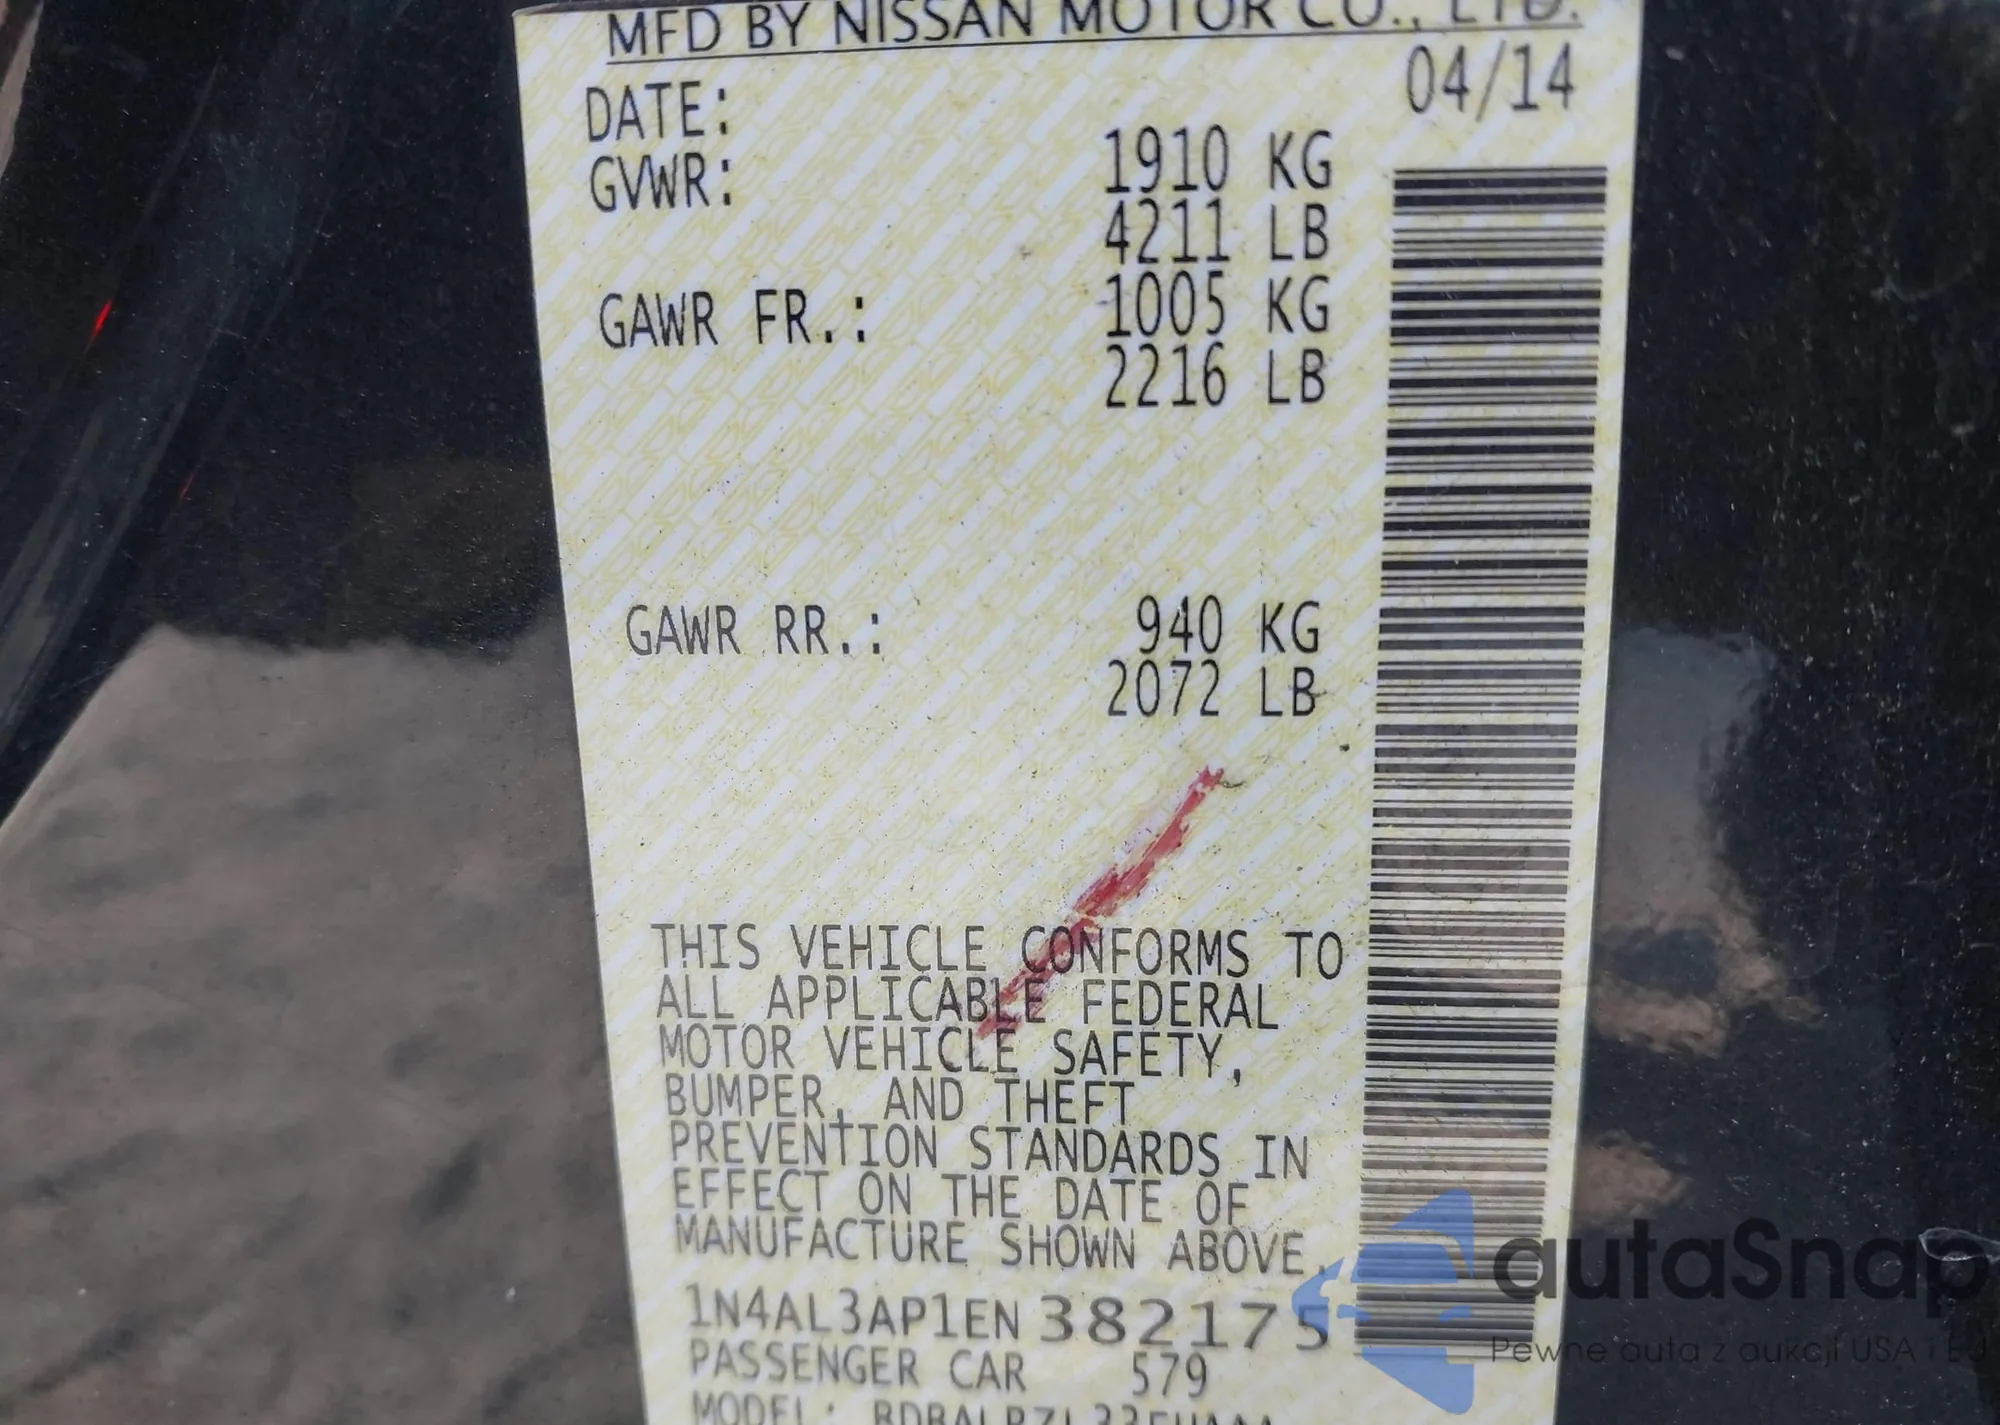 MFD BY NISSAN MOTOR CO., LTD.
DATE: 04/14
GVWR: 1910 KG
4211 LB
GAWR FR.: 1005 KG
2216 LB
GAWR RR.: 940 KG
2072 LB
THIS VEHICLE CONFORMS TO
ALL APPLICABLE FEDERAL
MOTOR VEHICLE SAFETY,
BUMPER, AND THEFT
PREVENTION STANDARDS IN
EFFECT ON THE DATE OF
MANUFACTURE SHOWN ABOVE.
1N4AL3AP1EN382175
PASSENGER CAR 579
MODEL:
autaSnap
Pewne auta z aukcji USA i EU